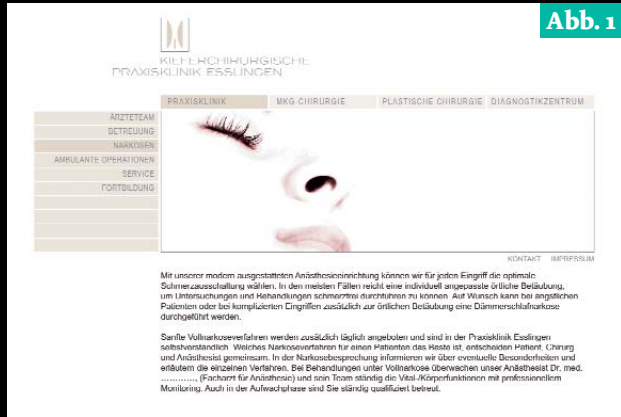 Abb. 1
KIEFERCHIRURGISCHE
PRAXISKLINIK ESSLINGEN
PRAXISKLINIK MKG CHIRURGIE PLASTISCHE CHIRURGIE DIAGNOSTIKZENTRUM
ÄRZTETEAM
BETREUUNG
NARKOSEN
AMBULANTE OPERATIONEN
SERVICE
FORTBILDUNG
KONTAKT IMPRESSUM
Mit unserer modern ausgestatteten Anästhesieeinrichtung können wir für jeden Eingriff die optimale
Schmerzausschaltung wählen. In den meisten Fällen reicht eine individuell angepasste örtliche Betäubung,
um Untersuchungen und Behandlungen schmerzfrei durchführen zu können. Auf Wunsch kann bei ängstlichen
Patienten oder bei komplizierten Eingriffen zusätzlich zur örtlichen Betäubung eine Dämmerschlafnarkose
durchgeführt werden.
Sanfte Vollnarkoseverfahren werden zusätzlich täglich angeboten und sind in der Praxisklinik Esslingen
selbstverständlich. Welches Narkoseverfahren für einen Patienten das Beste ist, entscheiden Patient, Chirurg
und Anästhesist gemeinsam. In der Narkosebesprechung informieren wir über eventuelle Besonderheiten und
erläutern die einzelnen Verfahren. Bei Behandlungen unter Vollnarkose überwachen unser Anästhesist Dr. med.
…………, (Facharzt für Anästhesie) und sein Team ständig die Vital-/Körperfunktionen mit professionellem
Monitoring. Auch in der Aufwachphase sind Sie ständig qualifiziert betreut.